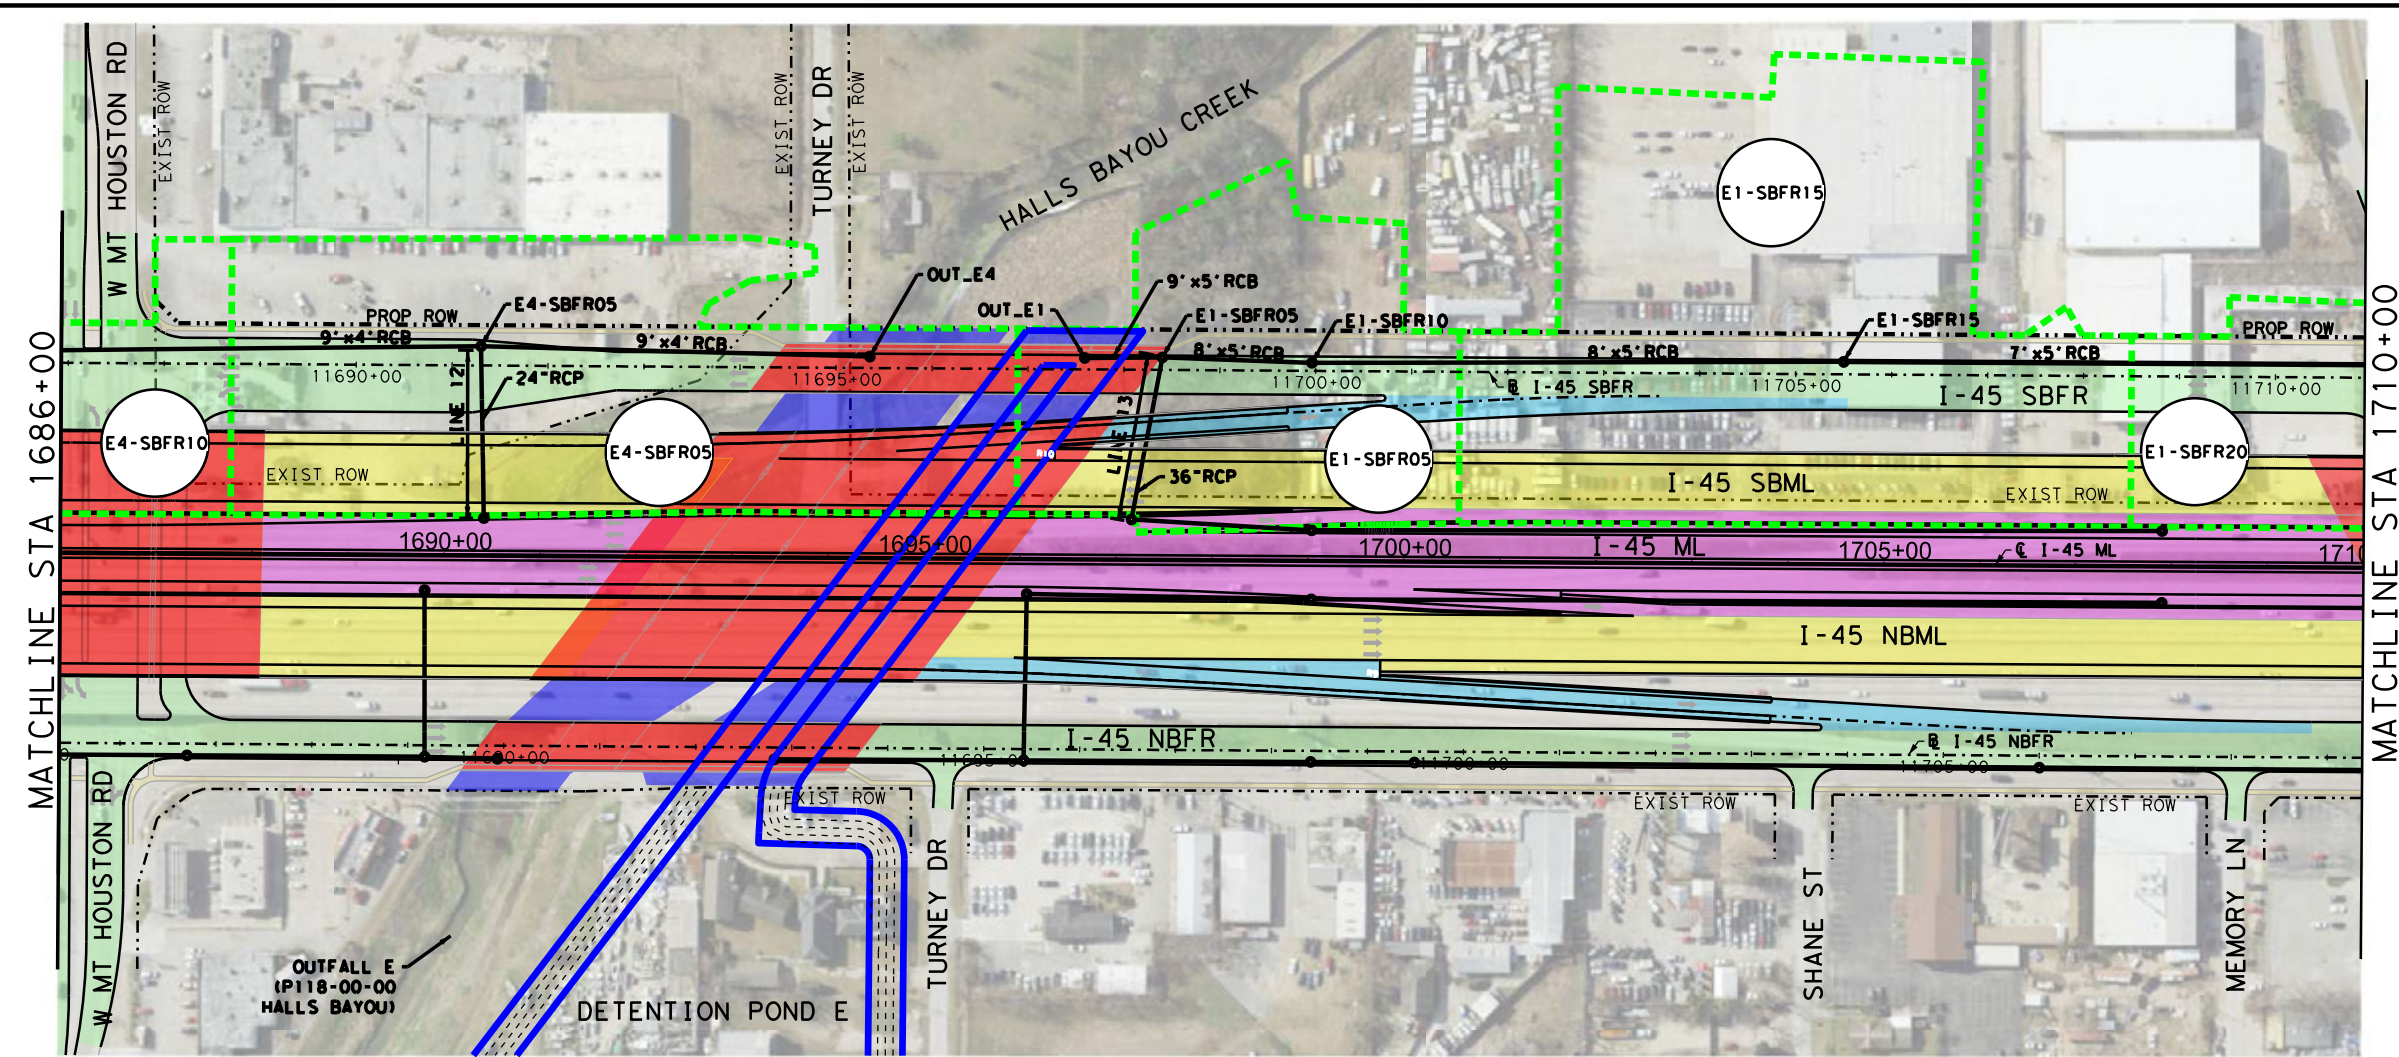 W MT HOUSTON RD
EXIST ROW
EXIST ROW
TURNEY DR
EXIST ROW
HALLS BAYOU CREEK
E1-SBFR15
OUT_E4
9'x5'RCB
OUT_E1
E1-SBFR05
E1-SBFR10
E1-SBFR15
E4-SBFR05
PROP ROW
PROP ROW
9'x4'RCB
9'x4'RCB
8'x5'RCB
8'x5'RCB
7'x5'RCB
11690+00
11695+00
11700+00
11705+00
11710+00
24"RCP
LINE 12
LINE 13
B I-45 SBFR
I-45 SBFR
E4-SBFR10
E4-SBFR05
E1-SBFR05
E1-SBFR20
EXIST ROW
36"RCP
I-45 SBML
EXIST ROW
1690+00
1695+00
1700+00
I-45 ML
1705+00
℄ I-45 ML
1710
MATCHLINE STA 1686+00
MATCHLINE STA 1710+00
I-45 NBML
I-45 NBFR
B I-45 NBFR
11695+00
11700+00
11705+00
EXIST ROW
EXIST ROW
EXIST ROW
W MT HOUSTON RD
TURNEY DR
SHANE ST
MEMORY LN
OUTFALL E
(P118-00-00
HALLS BAYOU)
DETENTION POND E